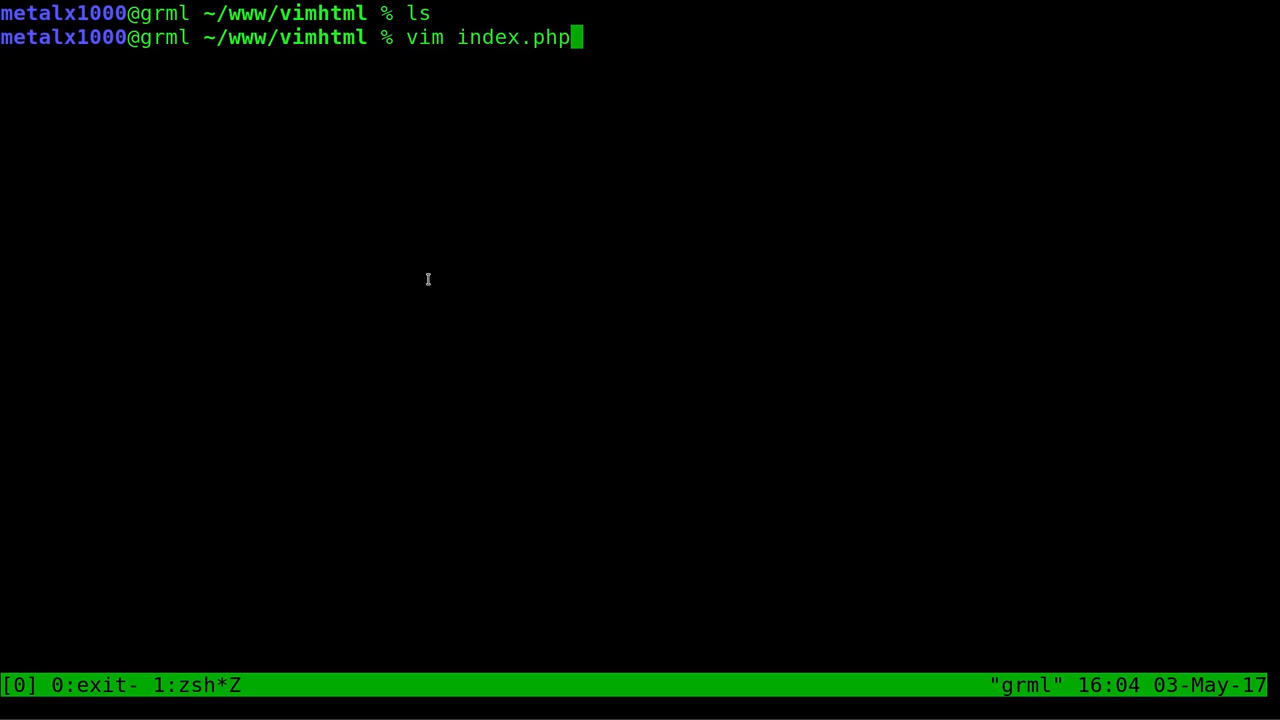 metalx1000@grml ~/www/vimhtml % ls
metalx1000@grml ~/www/vimhtml % vim index.php
[0] 0:exit- 1:zsh*Z "grml" 16:04 03-May-17